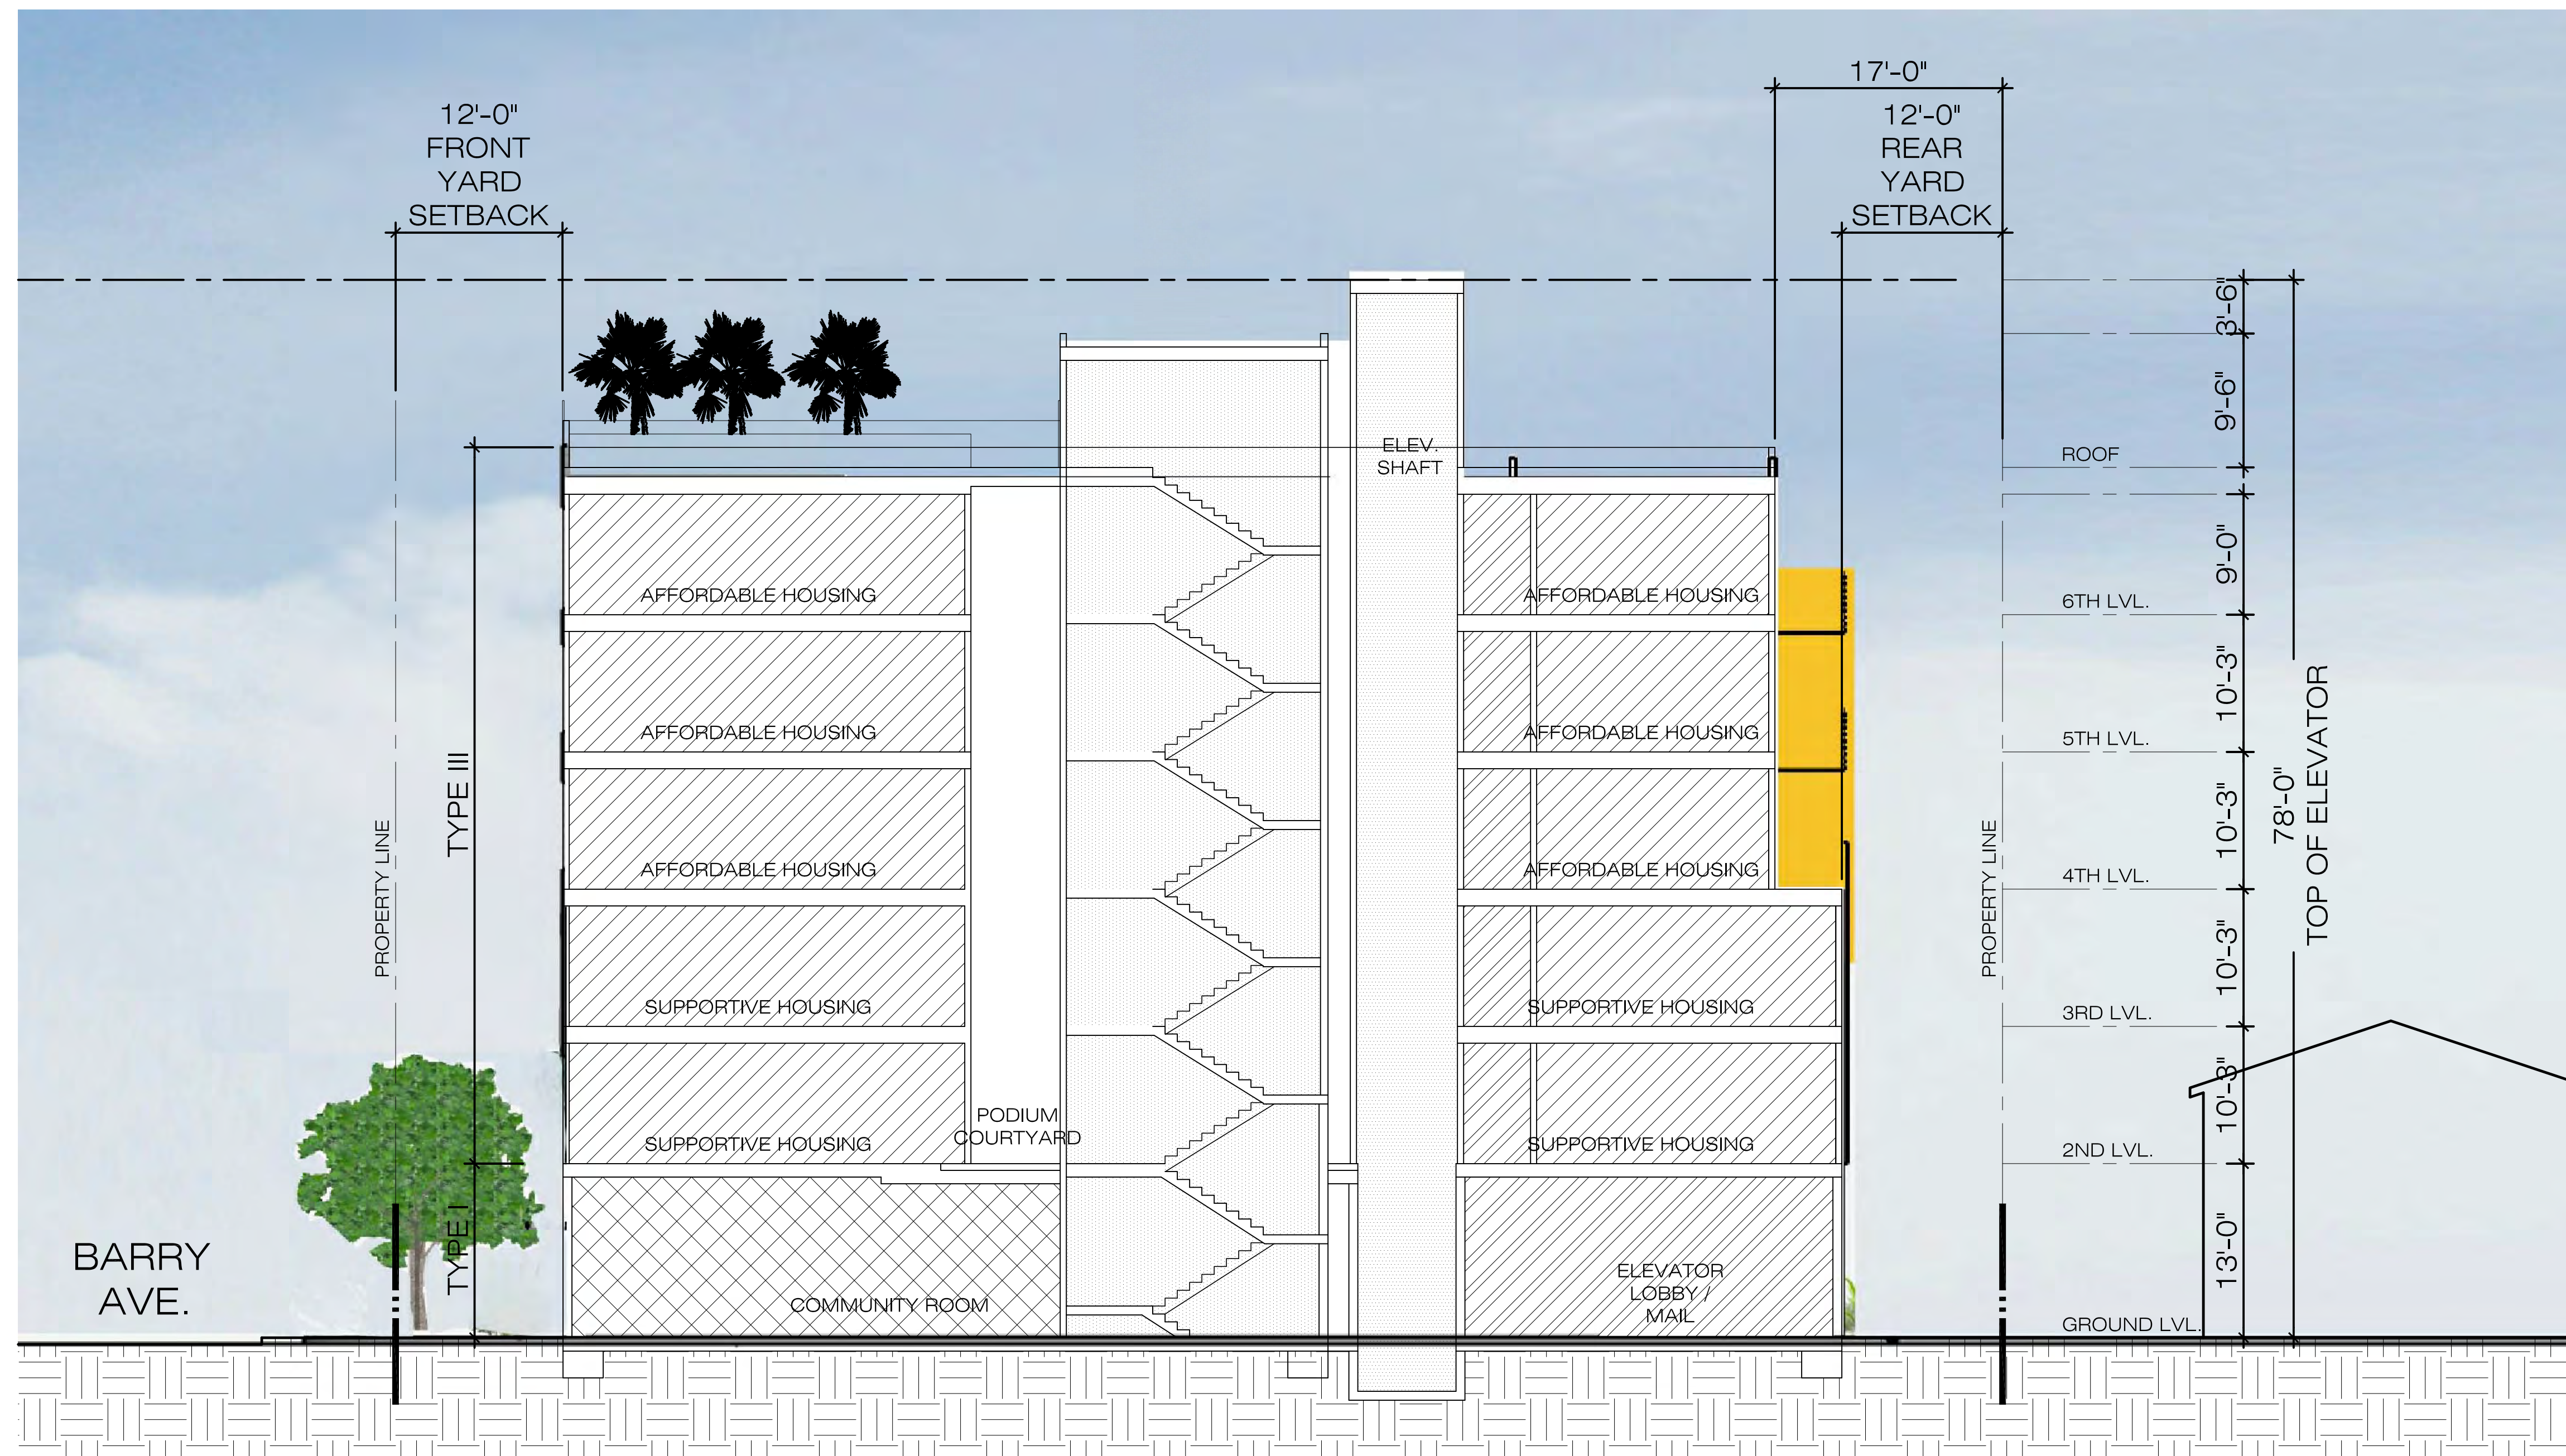 17'-0"
12'-0"
FRONT
YARD
SETBACK
12'-0"
REAR
YARD
SETBACK
3'-6"
9'-6"
ELEV.
SHAFT
ROOF
9'-0"
AFFORDABLE HOUSING
AFFORDABLE HOUSING
6TH LVL.
10'-3"
AFFORDABLE HOUSING
AFFORDABLE HOUSING
5TH LVL.
TYPE III
10'-3"
78'-0"
TOP OF ELEVATOR
PROPERTY LINE
AFFORDABLE HOUSING
AFFORDABLE HOUSING
PROPERTY LINE
4TH LVL.
10'-3"
SUPPORTIVE HOUSING
SUPPORTIVE HOUSING
3RD LVL.
10'-3"
PODIUM
COURTYARD
SUPPORTIVE HOUSING
SUPPORTIVE HOUSING
2ND LVL.
TYPE I
13'-0"
BARRY
AVE.
COMMUNITY ROOM
ELEVATOR
LOBBY /
MAIL
GROUND LVL.